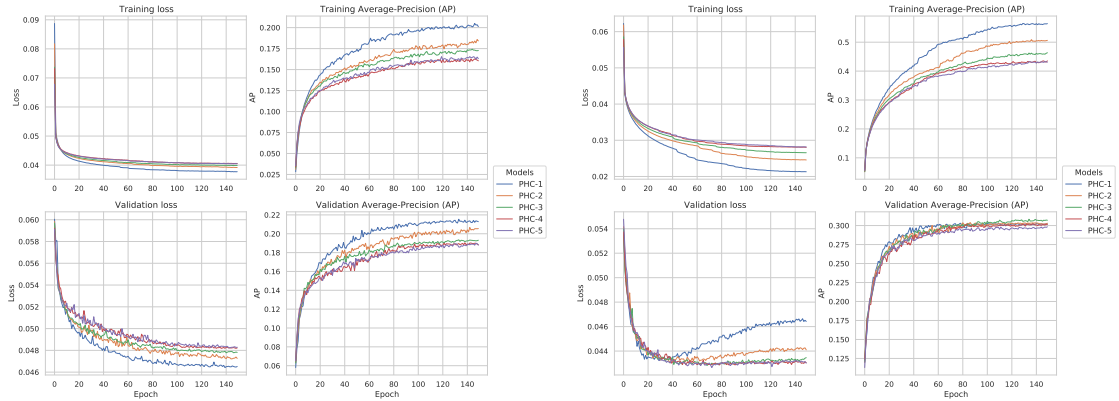 Training loss
Training Average-Precision (AP)
0.09
0.08
0.07
0.06
0.05
0.04
Loss
0 20 40 60 80 100 120 140
0.200
0.175
0.150
0.125
0.100
0.075
0.050
0.025
AP
0 20 40 60 80 100 120 140
Validation loss
Validation Average-Precision (AP)
0.060
0.058
0.056
0.054
0.052
0.050
0.048
0.046
Loss
0 20 40 60 80 100 120 140
Epoch
0.22
0.20
0.18
0.16
0.14
0.12
0.10
0.08
0.06
AP
0 20 40 60 80 100 120 140
Epoch
Models
PHC-1
PHC-2
PHC-3
PHC-4
PHC-5
Training loss
Training Average-Precision (AP)
0.06
0.05
0.04
0.03
0.02
Loss
0 20 40 60 80 100 120 140
0.5
0.4
0.3
0.2
0.1
AP
0 20 40 60 80 100 120 140
Validation loss
Validation Average-Precision (AP)
0.054
0.052
0.050
0.048
0.046
0.044
Loss
0 20 40 60 80 100 120 140
Epoch
0.300
0.275
0.250
0.225
0.200
0.175
0.150
0.125
AP
0 20 40 60 80 100 120 140
Epoch
Models
PHC-1
PHC-2
PHC-3
PHC-4
PHC-5